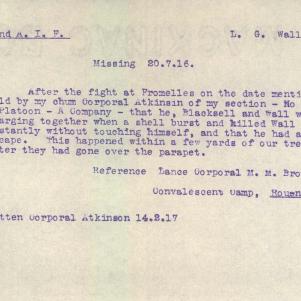 nd A. I. F. L. G. Wall
Missing 20.7.16.
After the fight at Fromelles on the date menti
ld by my chum Corporal Atkinsin of my section - No
Platoon - A Company - that he, Blacksell and Wall w
arging together when a shell burst and killed Wall
stantly without touching himself, and that he had a
cape. This happened within a few yards of our tre
ter they had gone over the parapet.
Reference Lance Corporal M. M. Bro
Convalescent Camp, Rouen
tten Corporal Atkinson 14.2.17